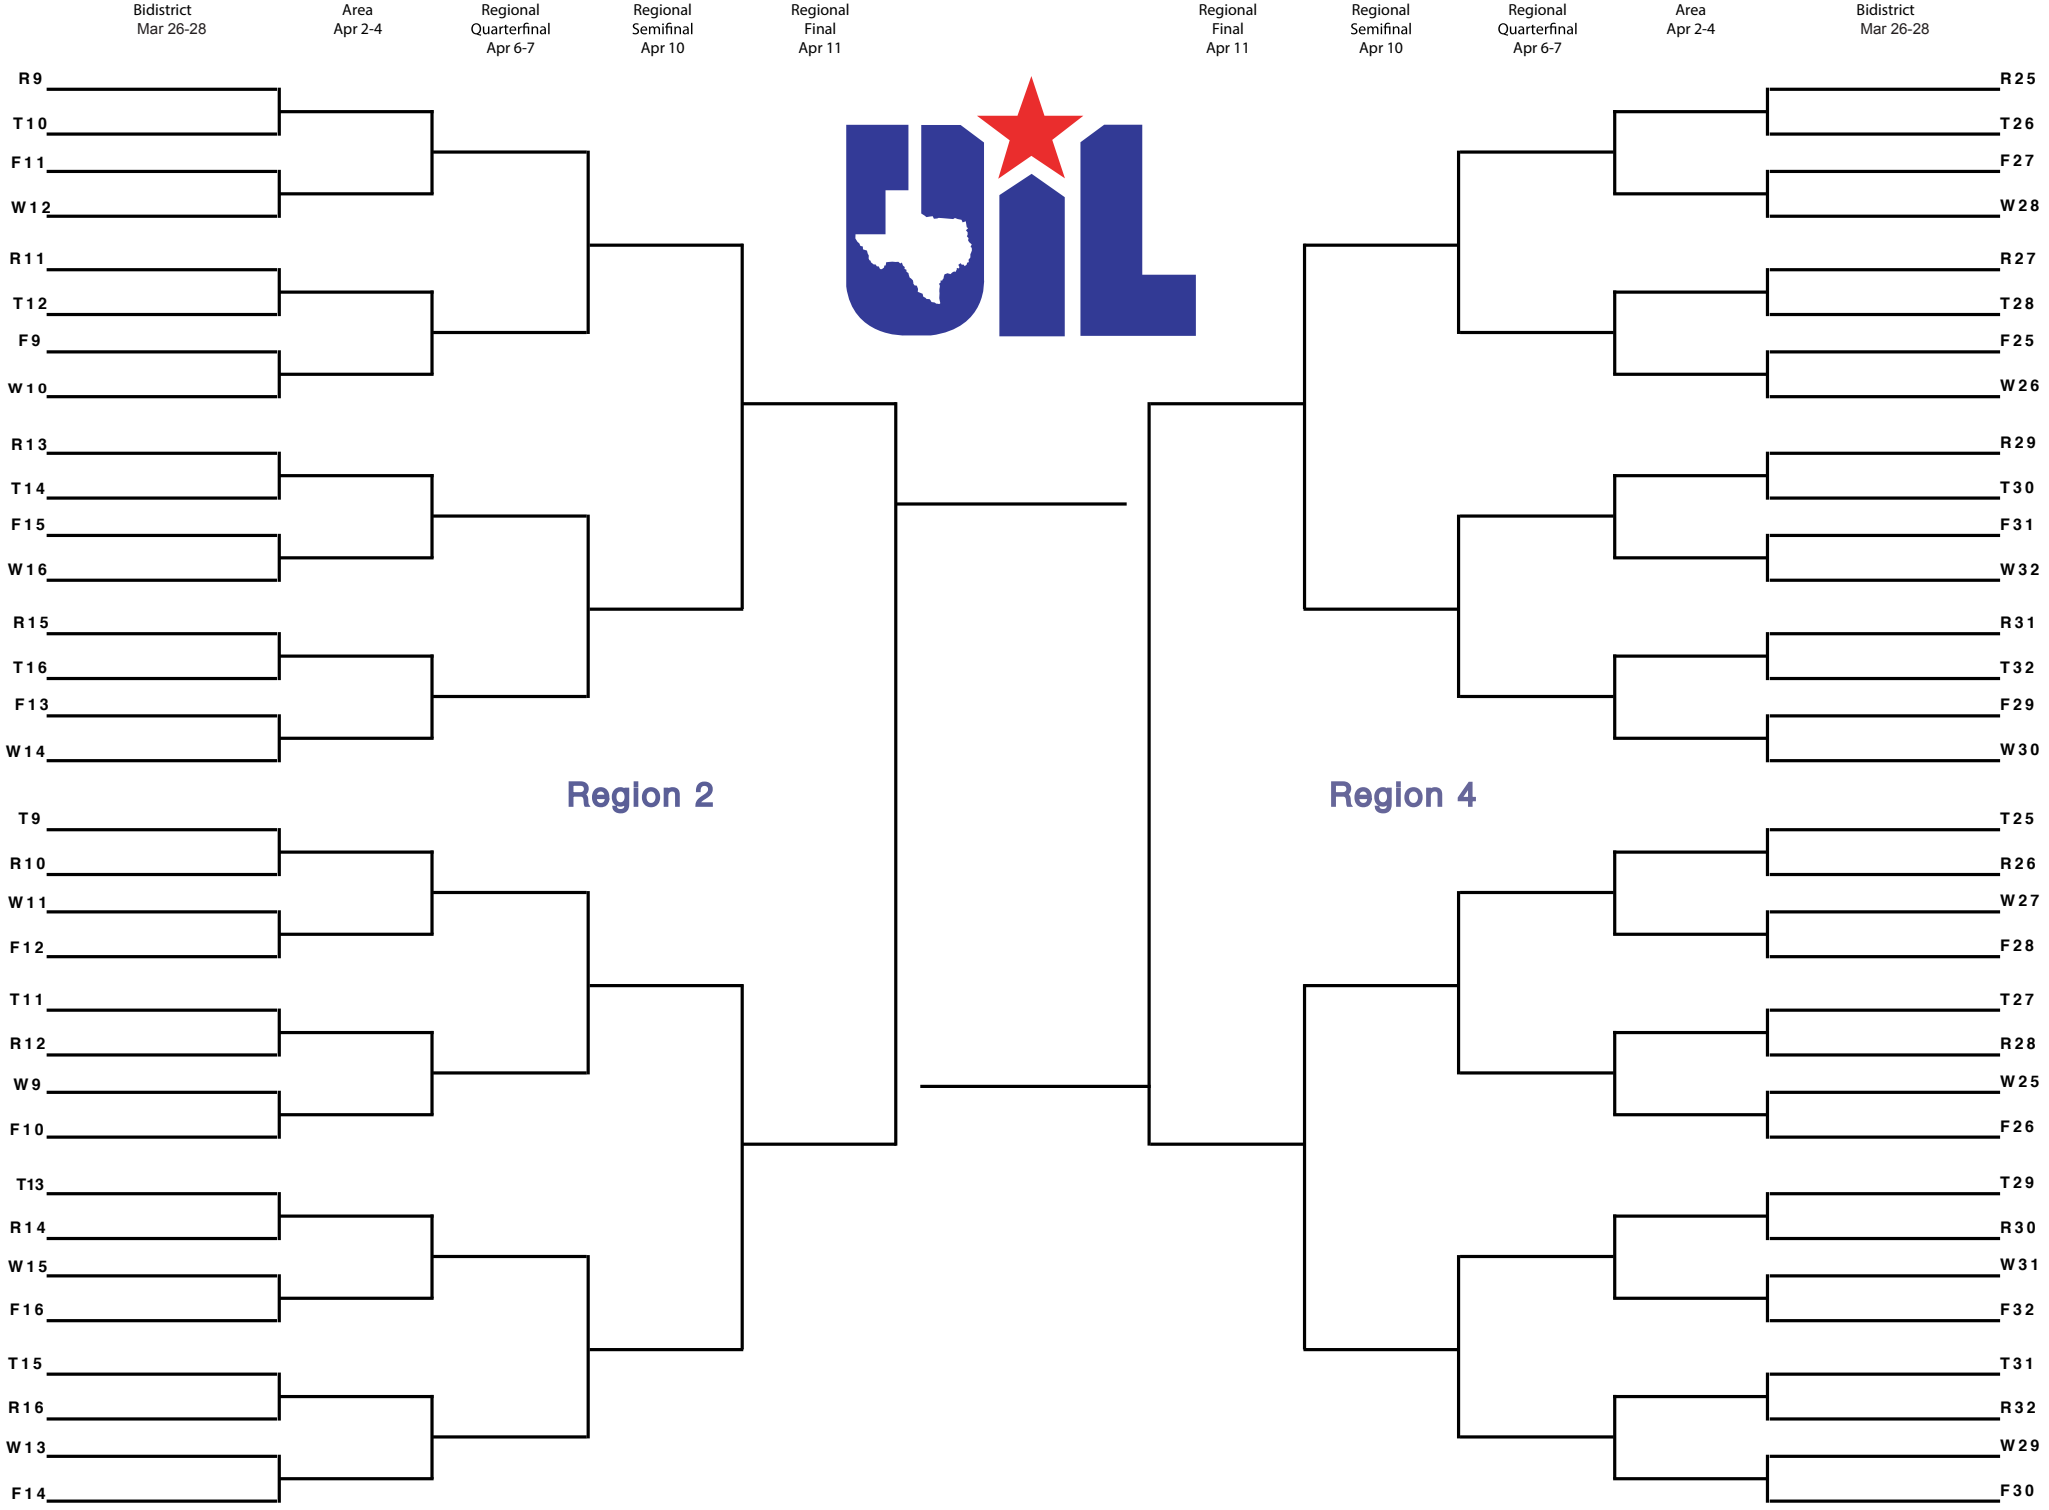 Bidistrict
Mar 26-28
Area
Apr 2-4
Regional
Quarterfinal
Apr 6-7
Regional
Semifinal
Apr 10
Regional
Final
Apr 11
Regional
Final
Apr 11
Regional
Semifinal
Apr 10
Regional
Quarterfinal
Apr 6-7
Area
Apr 2-4
Bidistrict
Mar 26-28
UIL
R9
T10
F11
W12
R11
T12
F9
W10
R13
T14
F15
W16
R15
T16
F13
W14
Region 2
T9
R10
W11
F12
T11
R12
W9
F10
T13
R14
W15
F16
T15
R16
W13
F14
R25
T26
F27
W28
R27
T28
F25
W26
R29
T30
F31
W32
R31
T32
F29
W30
Region 4
T25
R26
W27
F28
T27
R28
W25
F26
T29
R30
W31
F32
T31
R32
W29
F30